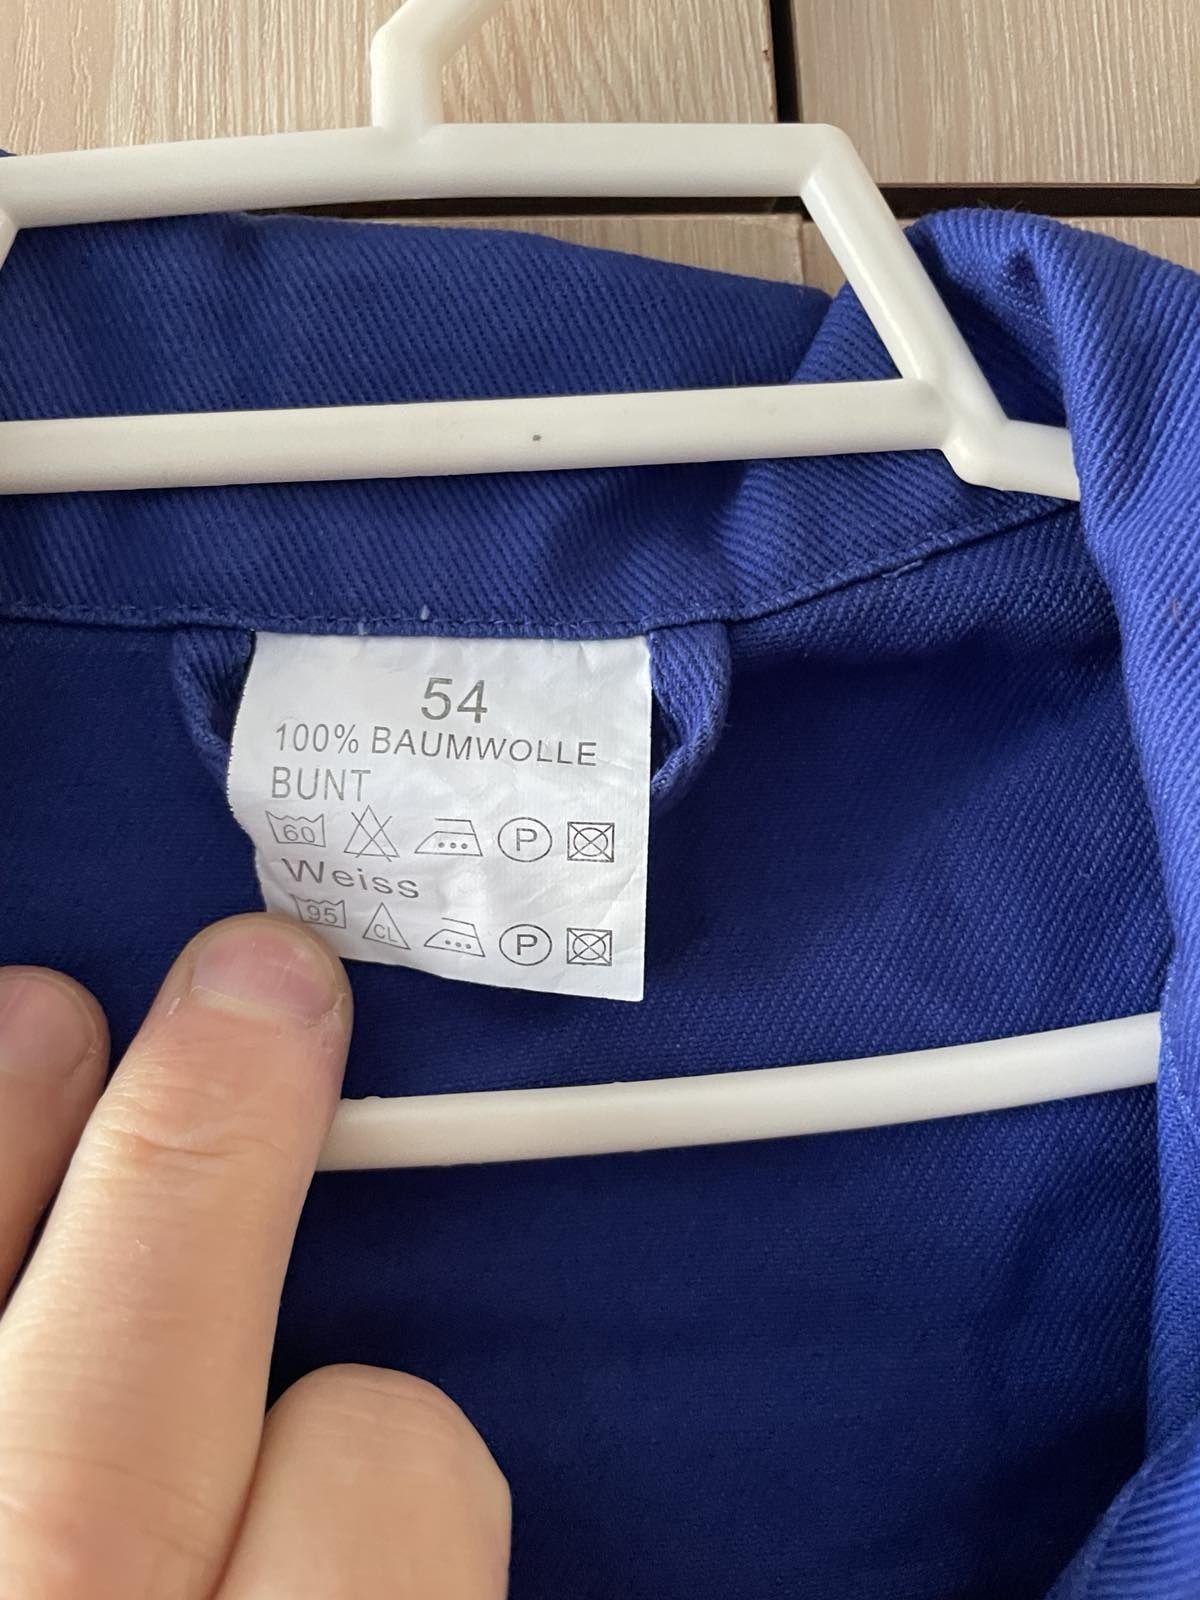 54
100% BAUMWOLLE
BUNT
60 P
Weiss
95 CL P